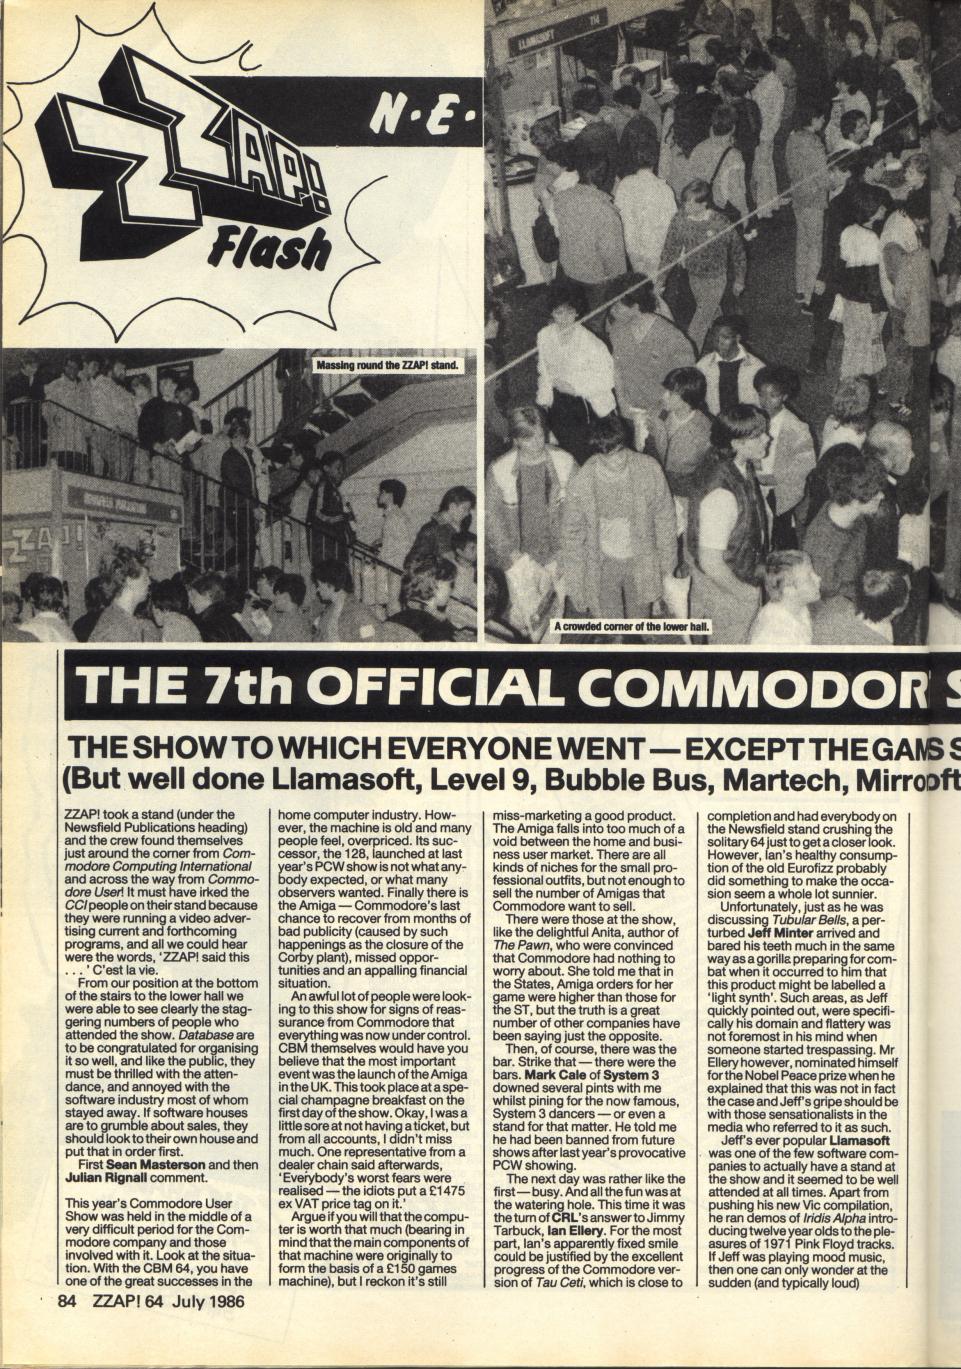 ZZAP!
Flash
N·E·
LLAMASOFT 114
Massing round the ZZAP! stand.
ZZAP!
A crowded corner of the lower hall.
THE 7th OFFICIAL COMMODOR S
THE SHOW TO WHICH EVERYONE WENT — EXCEPT THE GAMS S
(But well done Llamasoft, Level 9, Bubble Bus, Martech, Mirrooft
ZZAP! took a stand (under the
Newsfield Publications heading)
and the crew found themselves
just around the corner from Com-
modore Computing International
and across the way from Commo-
dore User! It must have irked the
CCI people on their stand because
they were running a video adver-
tising current and forthcoming
programs, and all we could hear
were the words, 'ZZAP! said this
. . . ' C'est la vie.
From our position at the bottom
of the stairs to the lower hall we
were able to see clearly the stag-
gering numbers of people who
attended the show. Database are
to be congratulated for organising
it so well, and like the public, they
must be thrilled with the atten-
dance, and annoyed with the
software industry most of whom
stayed away. If software houses
are to grumble about sales, they
should look to their own house and
put that in order first.
First Sean Masterson and then
Julian Rignall comment.
This year's Commodore User
Show was held in the middle of a
very difficult period for the Com-
modore company and those
involved with it. Look at the situa-
tion. With the CBM 64, you have
one of the great successes in the
home computer industry. How-
ever, the machine is old and many
people feel, overpriced. Its suc-
cessor, the 128, launched at last
year's PCW show is not what any-
body expected, or what many
observers wanted. Finally there is
the Amiga — Commodore's last
chance to recover from months of
bad publicity (caused by such
happenings as the closure of the
Corby plant), missed oppor-
tunities and an appalling financial
situation.
An awful lot of people were look-
ing to this show for signs of reas-
surance from Commodore that
everything was now under control.
CBM themselves would have you
believe that the most important
event was the launch of the Amiga
in the UK. This took place at a spe-
cial champagne breakfast on the
first day of the show. Okay, I was a
little sore at not having a ticket, but
from all accounts, I didn't miss
much. One representative from a
dealer chain said afterwards,
'Everybody's worst fears were
realised — the idiots put a £1475
ex VAT price tag on it.'
Argue if you will that the compu-
ter is worth that much (bearing in
mind that the main components of
that machine were originally to
form the basis of a £150 games
machine), but I reckon it's still
miss-marketing a good product.
The Amiga falls into too much of a
void between the home and busi-
ness user market. There are all
kinds of niches for the small pro-
fessional outfits, but not enough to
sell the number of Amigas that
Commodore want to sell.
There were those at the show,
like the delightful Anita, author of
The Pawn, who were convinced
that Commodore had nothing to
worry about. She told me that in
the States, Amiga orders for her
game were higher than those for
the ST, but the truth is a great
number of other companies have
been saying just the opposite.
Then, of course, there was the
bar. Strike that — there were the
bars. Mark Cale of System 3
downed several pints with me
whilst pining for the now famous,
System 3 dancers — or even a
stand for that matter. He told me
he had been banned from future
shows after last year's provocative
PCW showing.
The next day was rather like the
first — busy. And all the fun was at
the watering hole. This time it was
the turn of CRL's answer to Jimmy
Tarbuck, Ian Ellery. For the most
part, Ian's apparently fixed smile
could be justified by the excellent
progress of the Commodore ver-
sion of Tau Ceti, which is close to
completion and had everybody on
the Newsfield stand crushing the
solitary 64 just to get a closer look.
However, Ian's healthy consump-
tion of the old Eurofizz probably
did something to make the occa-
sion seem a whole lot sunnier.
Unfortunately, just as he was
discussing Tubular Bells, a per-
turbed Jeff Minter arrived and
bared his teeth much in the same
way as a gorilla preparing for com-
bat when it occurred to him that
this product might be labelled a
'light synth'. Such areas, as Jeff
quickly pointed out, were specifi-
cally his domain and flattery was
not foremost in his mind when
someone started trespassing. Mr
Ellery however, nominated himself
for the Nobel Peace prize when he
explained that this was not in fact
the case and Jeff's gripe should be
with those sensationalists in the
media who referred to it as such.
Jeff's ever popular Llamasoft
was one of the few software com-
panies to actually have a stand at
the show and it seemed to be well
attended at all times. Apart from
pushing his new Vic compilation,
he ran demos of Iridis Alpha intro-
ducing twelve year olds to the ple-
asures of 1971 Pink Floyd tracks.
If Jeff was playing mood music,
then one can only wonder at the
sudden (and typically loud)
84 ZZAP! 64 July 1986